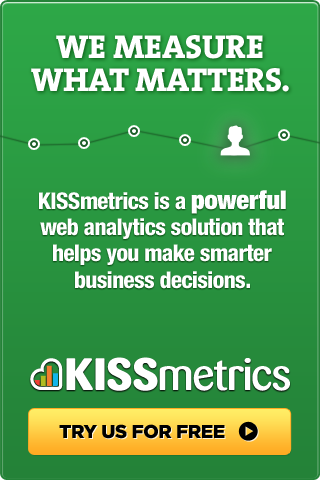 WE MEASURE
WHAT MATTERS.
KISSmetrics is a powerful
web analytics solution that
helps you make smarter
business decisions.
KISSmetrics
TRY US FOR FREE